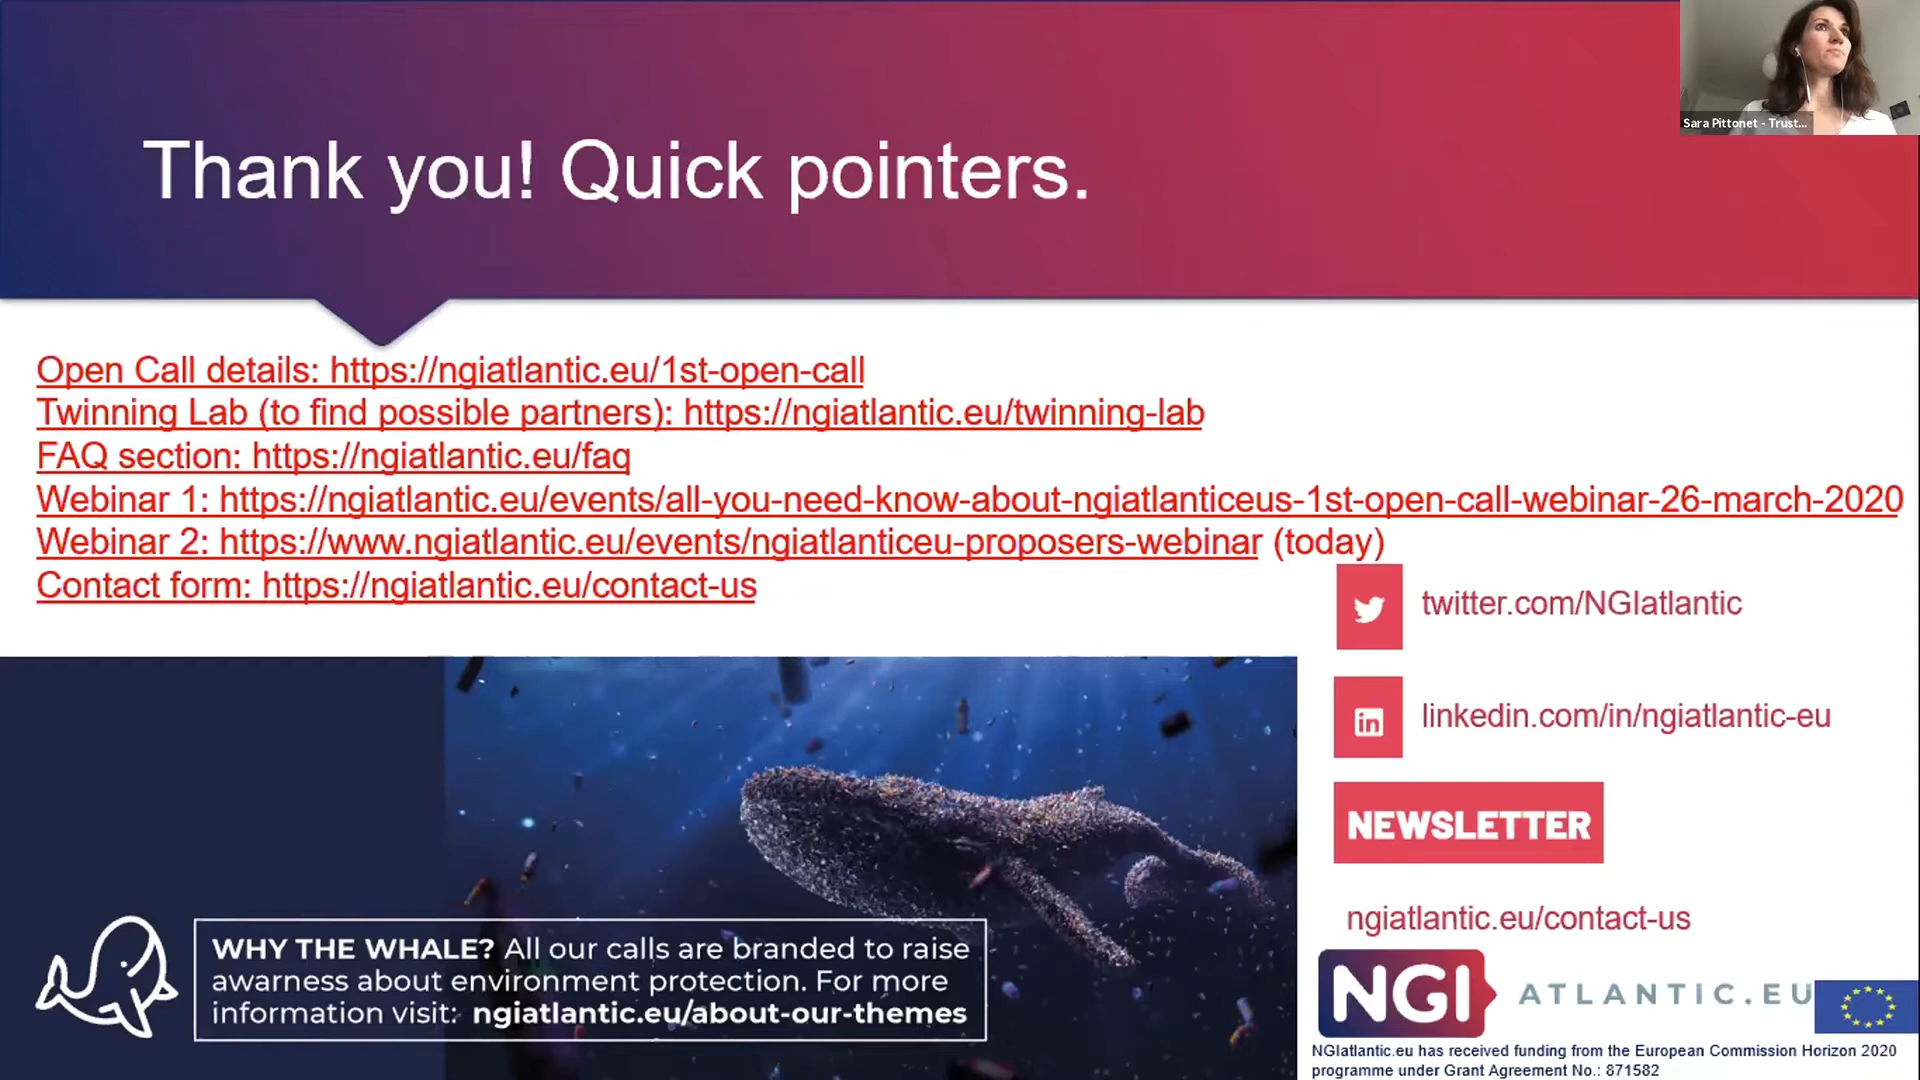 Sara Pittonet - Trust...
Thank you! Quick pointers.
Open Call details: https://ngiatlantic.eu/1st-open-call
Twinning Lab (to find possible partners): https://ngiatlantic.eu/twinning-lab
FAQ section: https://ngiatlantic.eu/faq
Webinar 1: https://ngiatlantic.eu/events/all-you-need-know-about-ngiatlanticeus-1st-open-call-webinar-26-march-2020
Webinar 2: https://www.ngiatlantic.eu/events/ngiatlanticeu-proposers-webinar (today)
Contact form: https://ngiatlantic.eu/contact-us
twitter.com/NGIatlantic
in linkedin.com/in/ngiatlantic-eu
NEWSLETTER
ngiatlantic.eu/contact-us
WHY THE WHALE? All our calls are branded to raise
awarness about environment protection. For more
information visit: ngiatlantic.eu/about-our-themes
NGI ATLANTIC.EU
NGIatlantic.eu has received funding from the European Commission Horizon 2020
programme under Grant Agreement No.: 871582